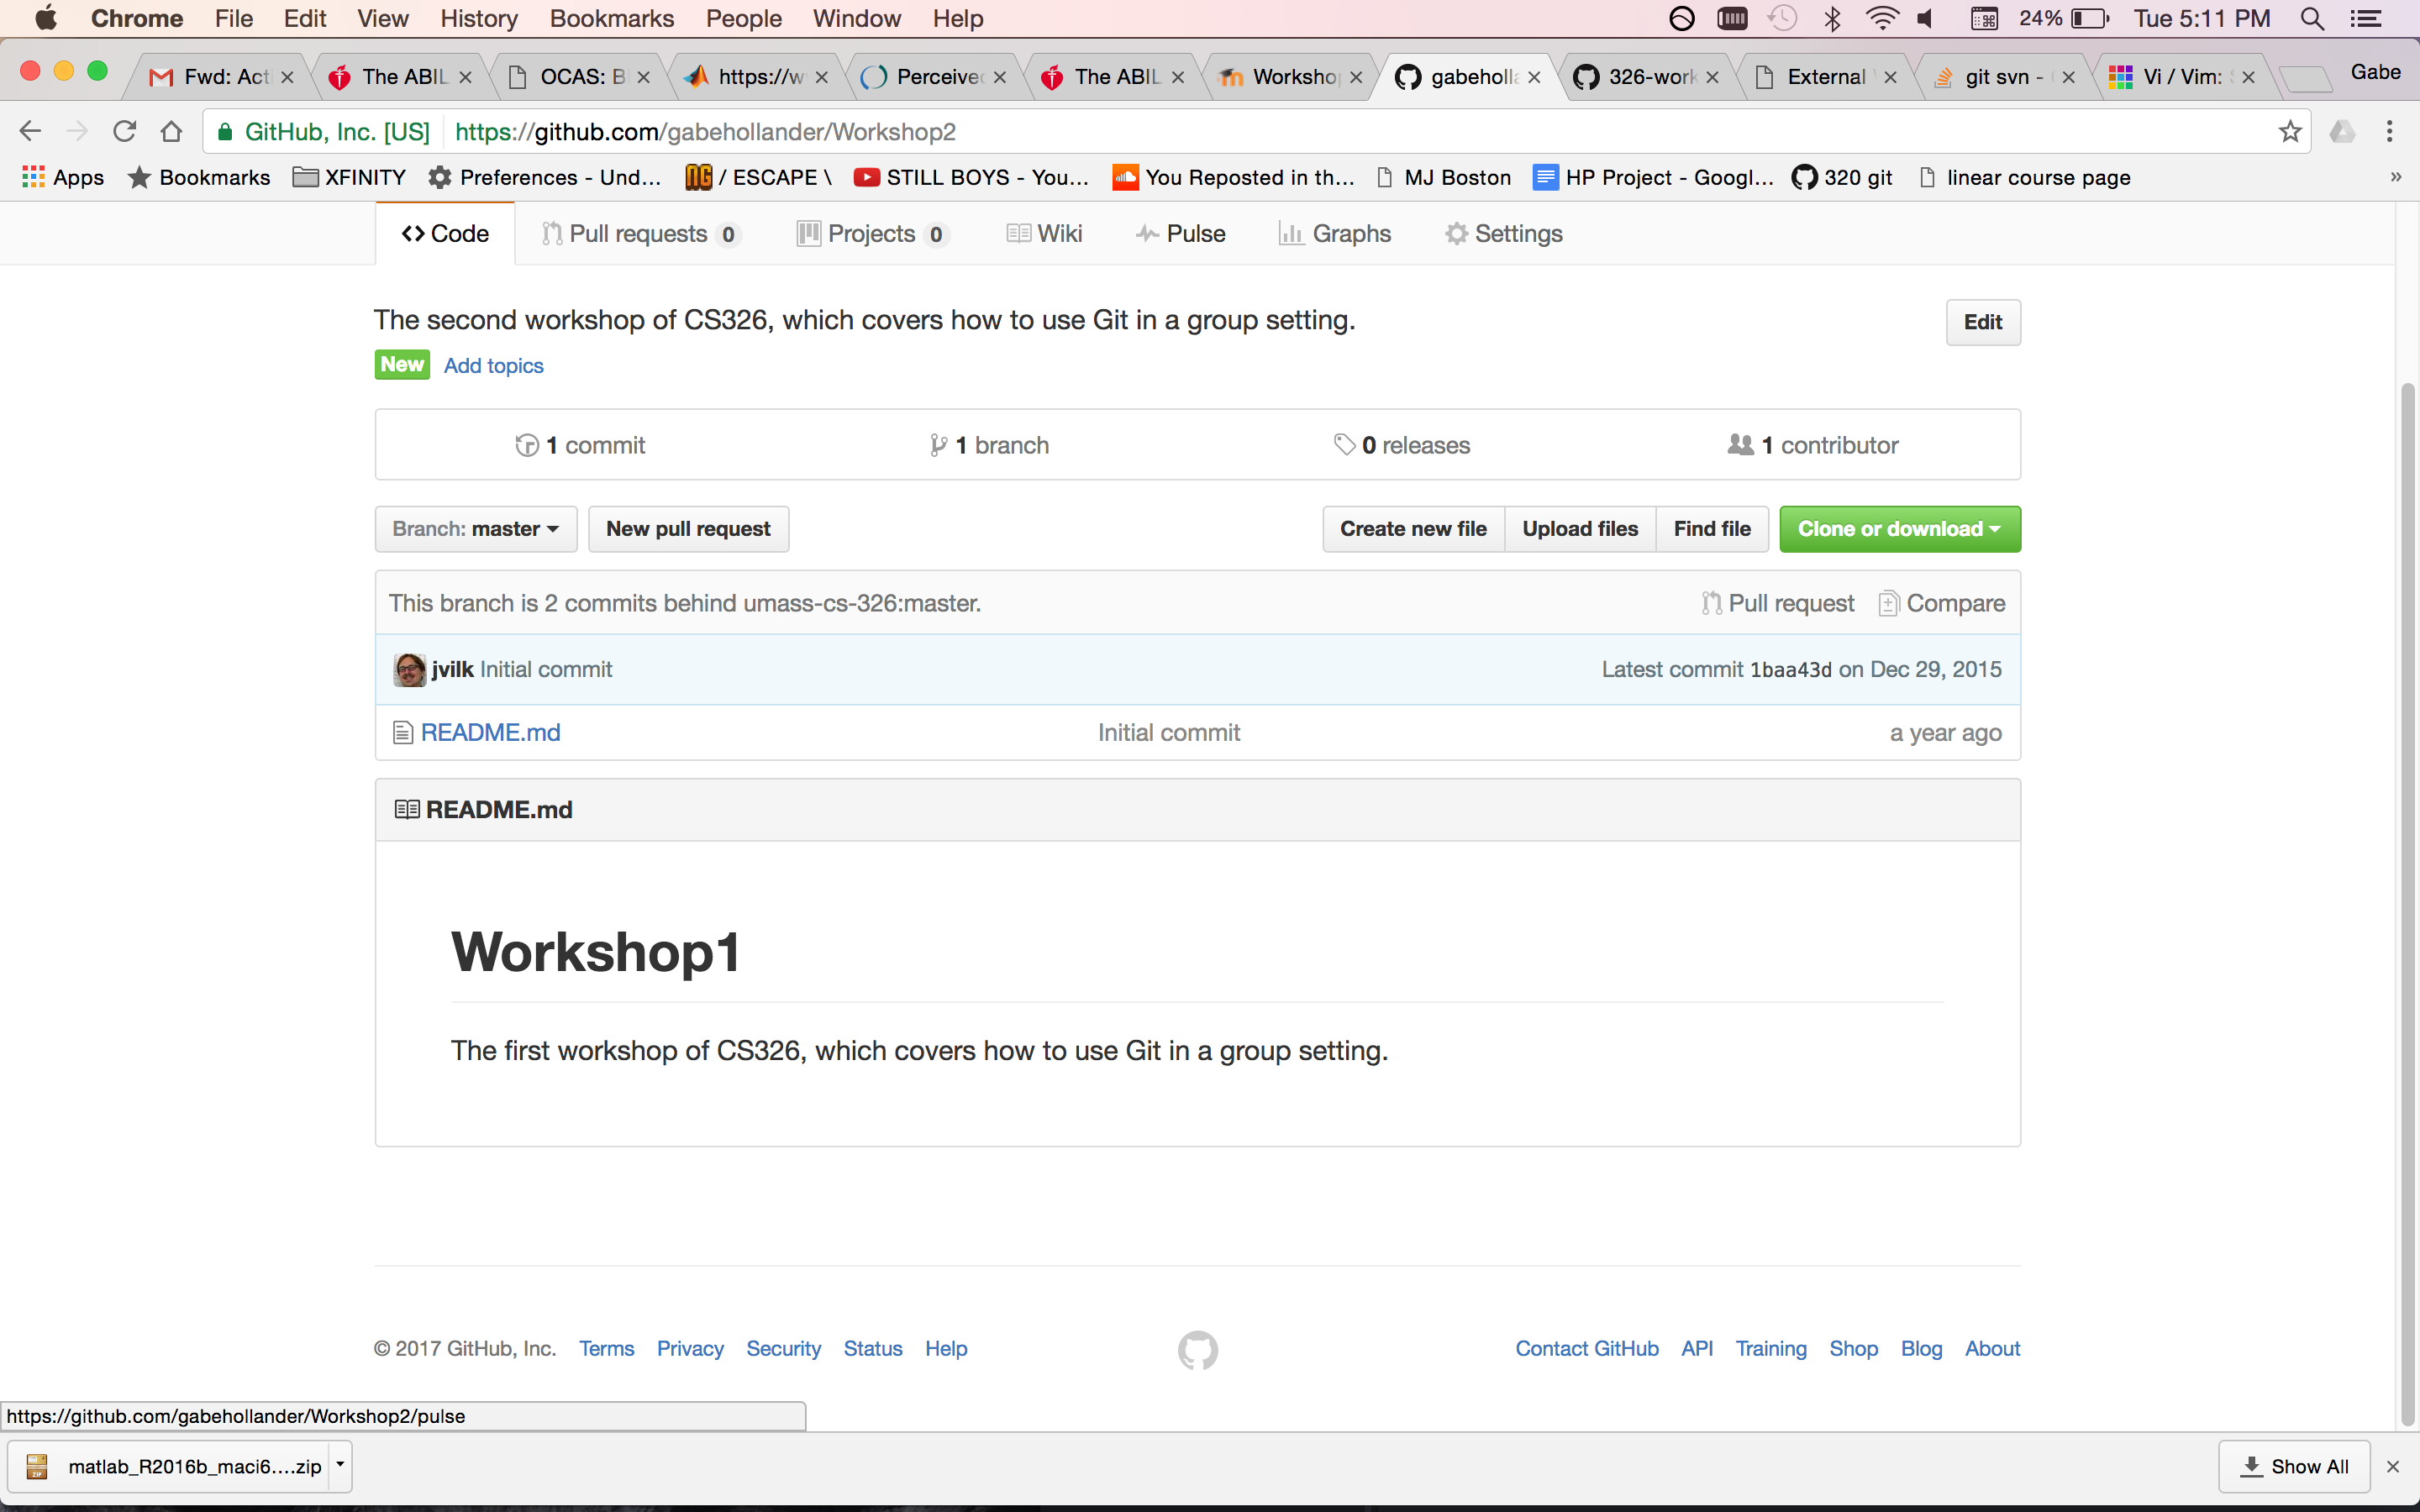 Chrome File Edit View History Bookmarks People Window Help 24% Tue 5:11 PM
Fwd: Act The ABIL OCAS: B https://w Perceived The ABIL Workshop gabeholla 326-work External git svn - Vi / Vim: Gabe
GitHub, Inc. [US] https://github.com/gabehollander/Workshop2
Apps Bookmarks XFINITY Preferences - Und... / ESCAPE \ STILL BOYS - You... You Reposted in th... MJ Boston HP Project - Googl... 320 git linear course page »
Code Pull requests 0 Projects 0 Wiki Pulse Graphs Settings
The second workshop of CS326, which covers how to use Git in a group setting. Edit
New Add topics
1 commit 1 branch 0 releases 1 contributor
Branch: master New pull request Create new file Upload files Find file Clone or download
This branch is 2 commits behind umass-cs-326:master. Pull request Compare
jvilk Initial commit Latest commit 1baa43d on Dec 29, 2015
README.md Initial commit a year ago
README.md
Workshop1
The first workshop of CS326, which covers how to use Git in a group setting.
© 2017 GitHub, Inc. Terms Privacy Security Status Help Contact GitHub API Training Shop Blog About
https://github.com/gabehollander/Workshop2/pulse
matlab_R2016b_maci6....zip Show All